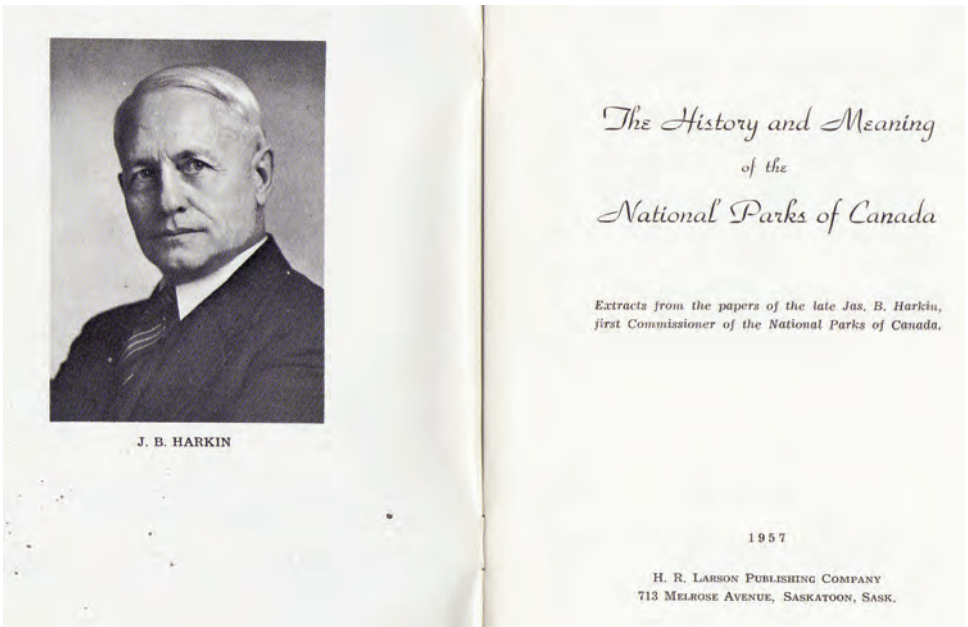 J. B. HARKIN
The History and Meaning
of the
National Parks of Canada
Extracts from the papers of the late Jas. B. Harkin,
first Commissioner of the National Parks of Canada.
1957
H. R. LARSON PUBLISHING COMPANY
713 MELROSE AVENUE, SASKATOON, SASK.